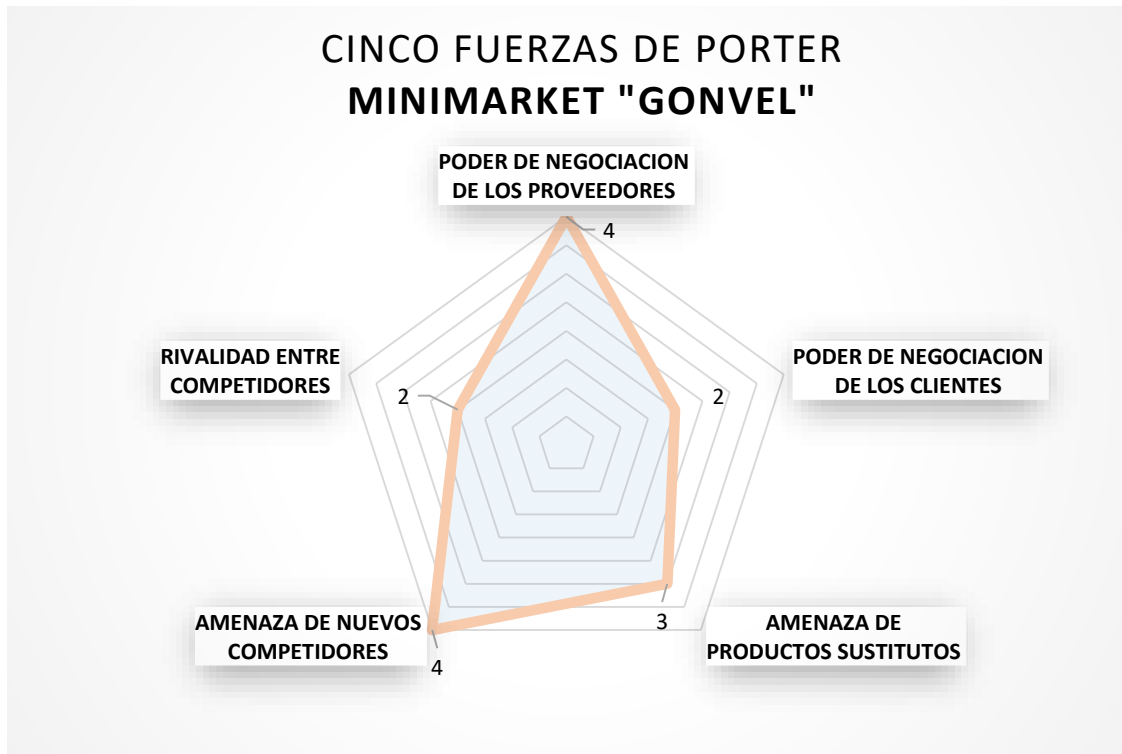 CINCO FUERZAS DE PORTER
MINIMARKET "GONVEL"
PODER DE NEGOCIACION
DE LOS PROVEEDORES
4
RIVALIDAD ENTRE
COMPETIDORES
2
2
PODER DE NEGOCIACION
DE LOS CLIENTES
AMENAZA DE NUEVOS
COMPETIDORES
4
3
AMENAZA DE
PRODUCTOS SUSTITUTOS